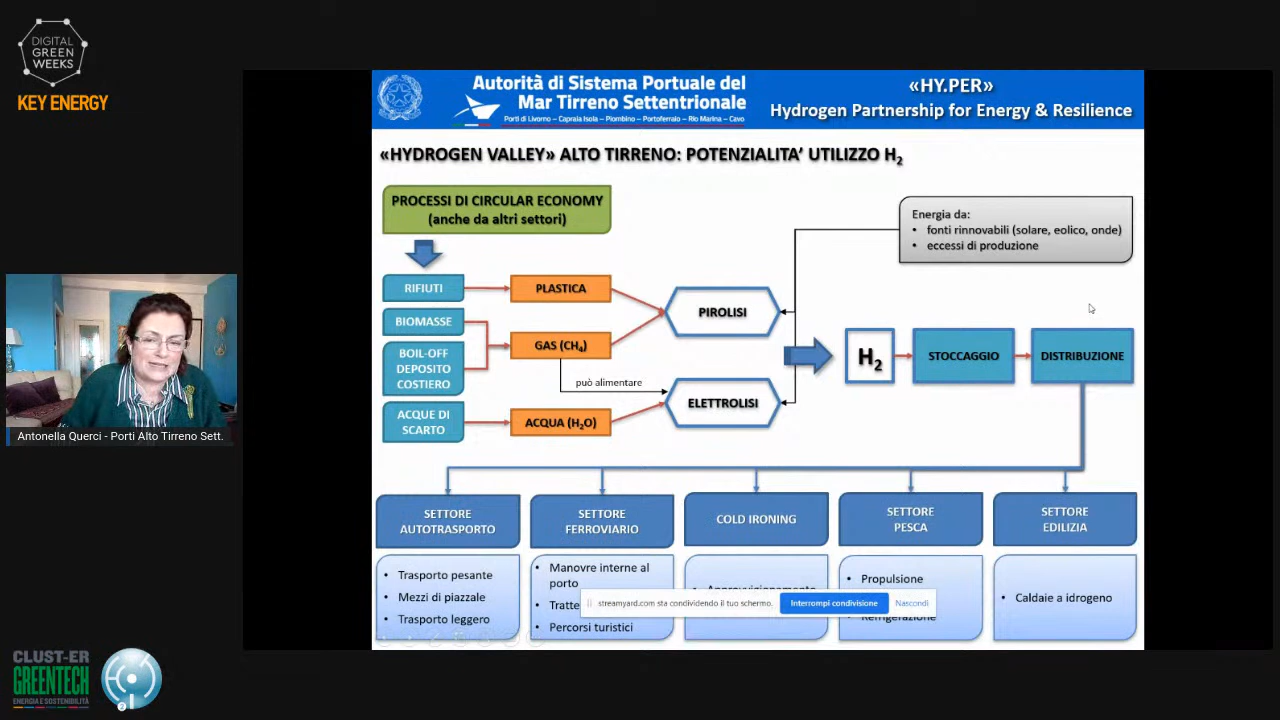 DIGITAL
GREEN
WEEKS
KEY ENERGY
Autorità di Sistema Portuale del
Mar Tirreno Settentrionale
Porti di Livorno – Capraia Isola – Piombino – Portoferraio – Rio Marina – Cavo
«HY.PER»
Hydrogen Partnership for Energy & Resilience
«HYDROGEN VALLEY» ALTO TIRRENO: POTENZIALITA' UTILIZZO H₂
PROCESSI DI CIRCULAR ECONOMY
(anche da altri settori)
Energia da:
• fonti rinnovabili (solare, eolico, onde)
• eccessi di produzione
RIFIUTI
PLASTICA
PIROLISI
BIOMASSE
GAS (CH₄)
BOIL-OFF
DEPOSITO
COSTIERO
può alimentare
ELETTROLISI
ACQUE DI
SCARTO
ACQUA (H₂O)
H₂
STOCCAGGIO
DISTRIBUZIONE
Antonella Querci - Porti Alto Tirreno Sett.
SETTORE
AUTOTRASPORTO
• Trasporto pesante
• Mezzi di piazzale
• Trasporto leggero
SETTORE
FERROVIARIO
• Manovre interne al
porto
• Tratte
• Percorsi turistici
COLD IRONING
SETTORE
PESCA
• Propulsione
Refrigerazione
SETTORE
EDILIZIA
• Caldaie a idrogeno
streamyard.com sta condividendo il tuo schermo.
Interrompi condivisione
Nascondi
CLUST-ER
GREENTECH
ENERGIA E SOSTENIBILITÀ
2